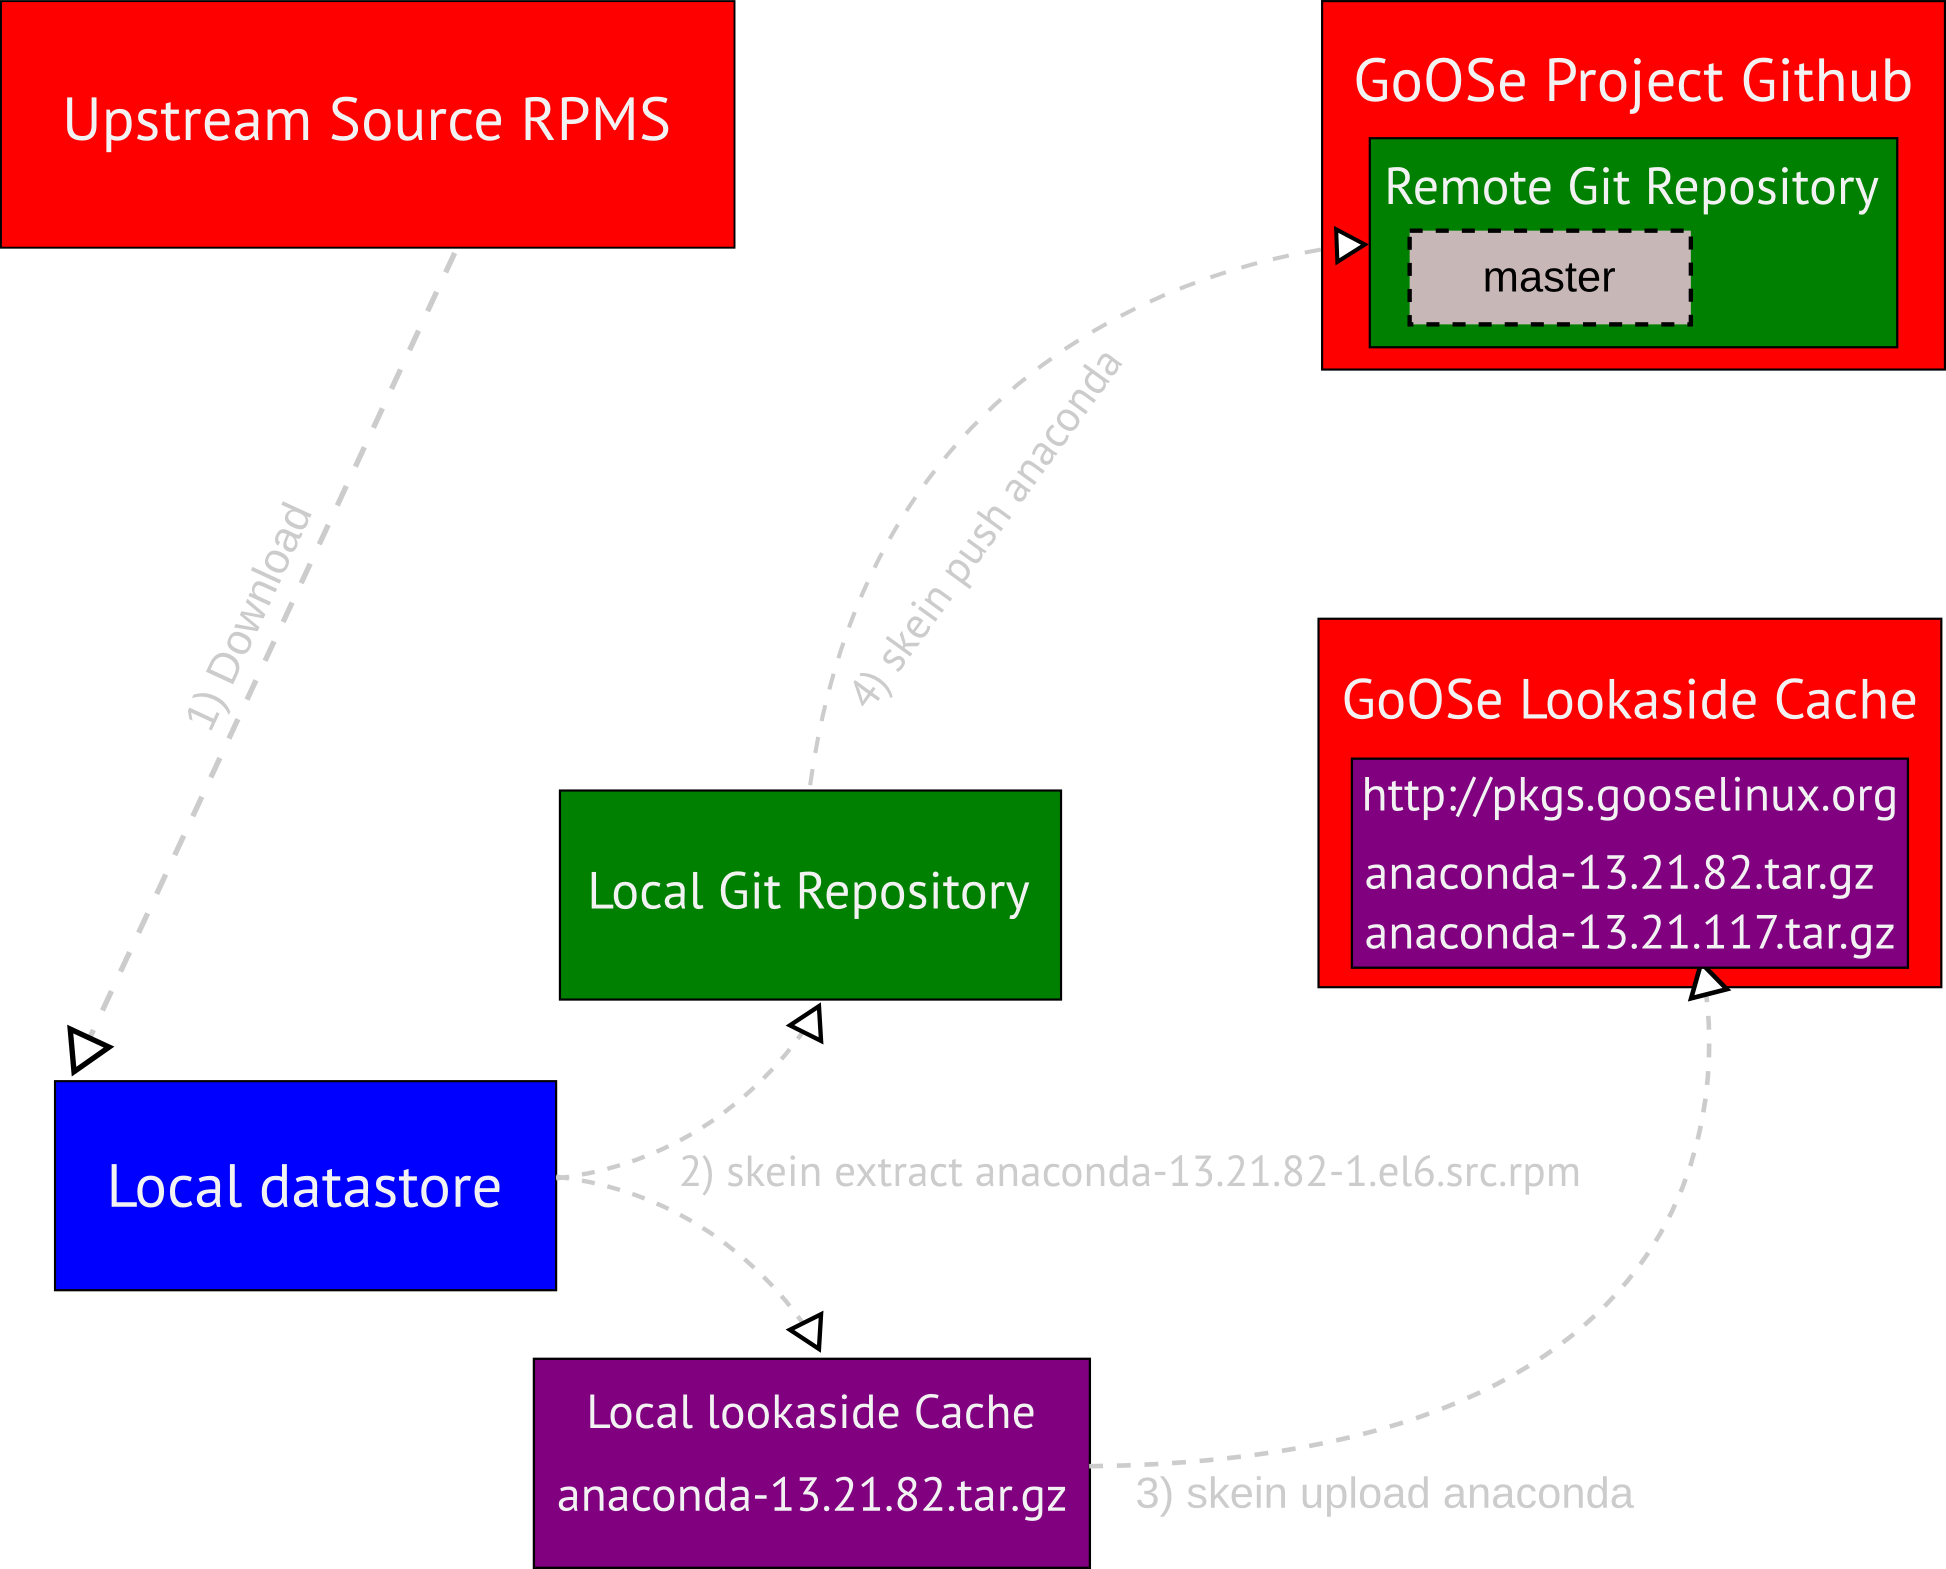 Upstream Source RPMS
GoOSe Project Github
Remote Git Repository
master
1) Download
4) skein push anaconda
GoOSe Lookaside Cache
http://pkgs.gooselinux.org
anaconda-13.21.82.tar.gz
anaconda-13.21.117.tar.gz
Local Git Repository
Local datastore
2) skein extract anaconda-13.21.82-1.el6.src.rpm
Local lookaside Cache
anaconda-13.21.82.tar.gz
3) skein upload anaconda